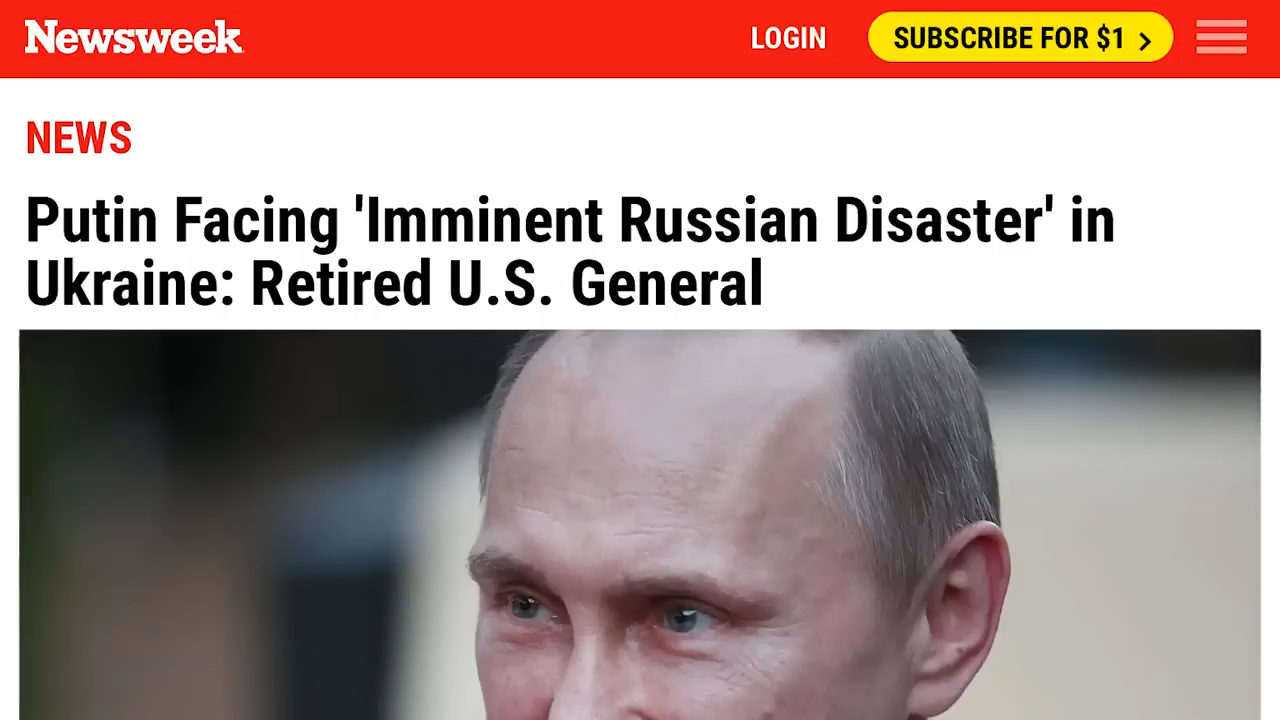 Newsweek
LOGIN
SUBSCRIBE FOR $1
NEWS
Putin Facing 'Imminent Russian Disaster' in
Ukraine: Retired U.S. General